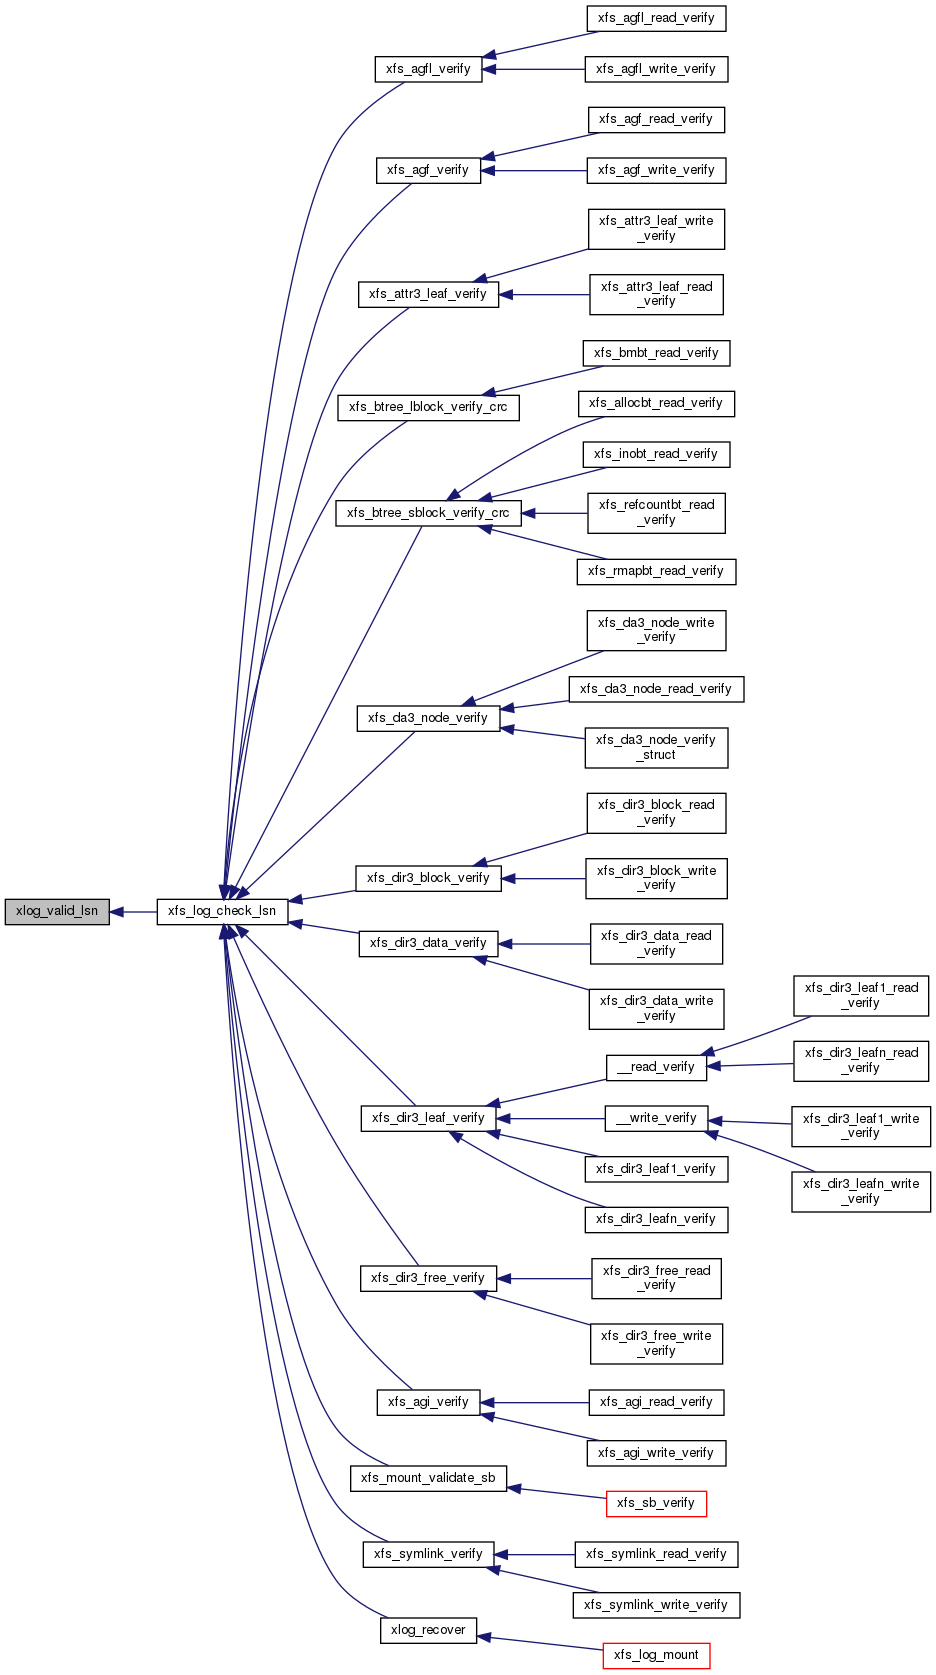 xfs_agfl_read_verify
xfs_agfl_verify
xfs_agfl_write_verify
xfs_agf_read_verify
xfs_agf_verify
xfs_agf_write_verify
xfs_attr3_leaf_write
_verify
xfs_attr3_leaf_verify
xfs_attr3_leaf_read
_verify
xfs_bmbt_read_verify
xfs_btree_lblock_verify_crc
xfs_allocbt_read_verify
xfs_inobt_read_verify
xfs_btree_sblock_verify_crc
xfs_refcountbt_read
_verify
xfs_rmapbt_read_verify
xfs_da3_node_write
_verify
xfs_da3_node_read_verify
xfs_da3_node_verify
xfs_da3_node_verify
_struct
xfs_dir3_block_read
_verify
xfs_dir3_block_verify
xfs_dir3_block_write
_verify
xlog_valid_lsn
xfs_log_check_lsn
xfs_dir3_data_verify
xfs_dir3_data_read
_verify
xfs_dir3_data_write
_verify
xfs_dir3_leaf1_read
_verify
__read_verify
xfs_dir3_leafn_read
_verify
xfs_dir3_leaf_verify
__write_verify
xfs_dir3_leaf1_write
_verify
xfs_dir3_leaf1_verify
xfs_dir3_leafn_write
_verify
xfs_dir3_leafn_verify
xfs_dir3_free_verify
xfs_dir3_free_read
_verify
xfs_dir3_free_write
_verify
xfs_agi_verify
xfs_agi_read_verify
xfs_agi_write_verify
xfs_mount_validate_sb
xfs_sb_verify
xfs_symlink_verify
xfs_symlink_read_verify
xfs_symlink_write_verify
xlog_recover
xfs_log_mount